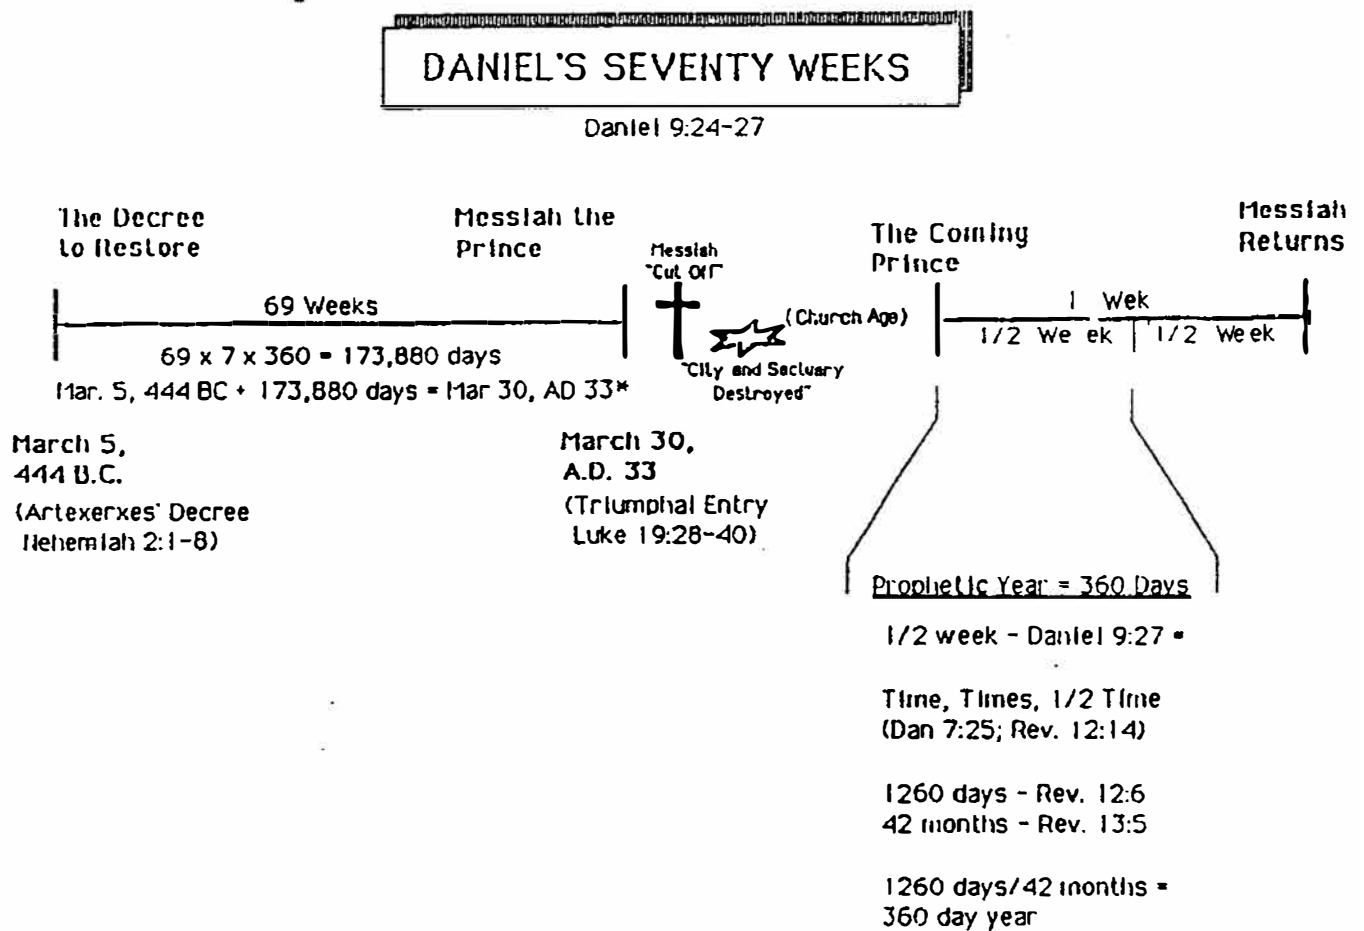 DANIEL'S SEVENTY WEEKS
Daniel 9:24-27
The Decree
to Restore
Messiah the
Prince
Messiah
"Cut Off"
(Church Age)
"City and Sactuary
Destroyed"
The Coming
Prince
Messiah
Returns
69 Weeks
1 Wek
1/2 We ek
1/2 Week
69 x 7 x 360 = 173,880 days
Mar. 5, 444 BC + 173,880 days = Mar 30, AD 33*
March 5,
444 B.C.
(Artexerxes' Decree
Nehemiah 2:1-8)
March 30,
A.D. 33
(Triumphal Entry
Luke 19:28-40)
Prophetic Year = 360 Days
1/2 week - Daniel 9:27 =
Time, Times, 1/2 Time
(Dan 7:25; Rev. 12:14)
1260 days - Rev. 12:6
42 months - Rev. 13:5
1260 days/42 months =
360 day year